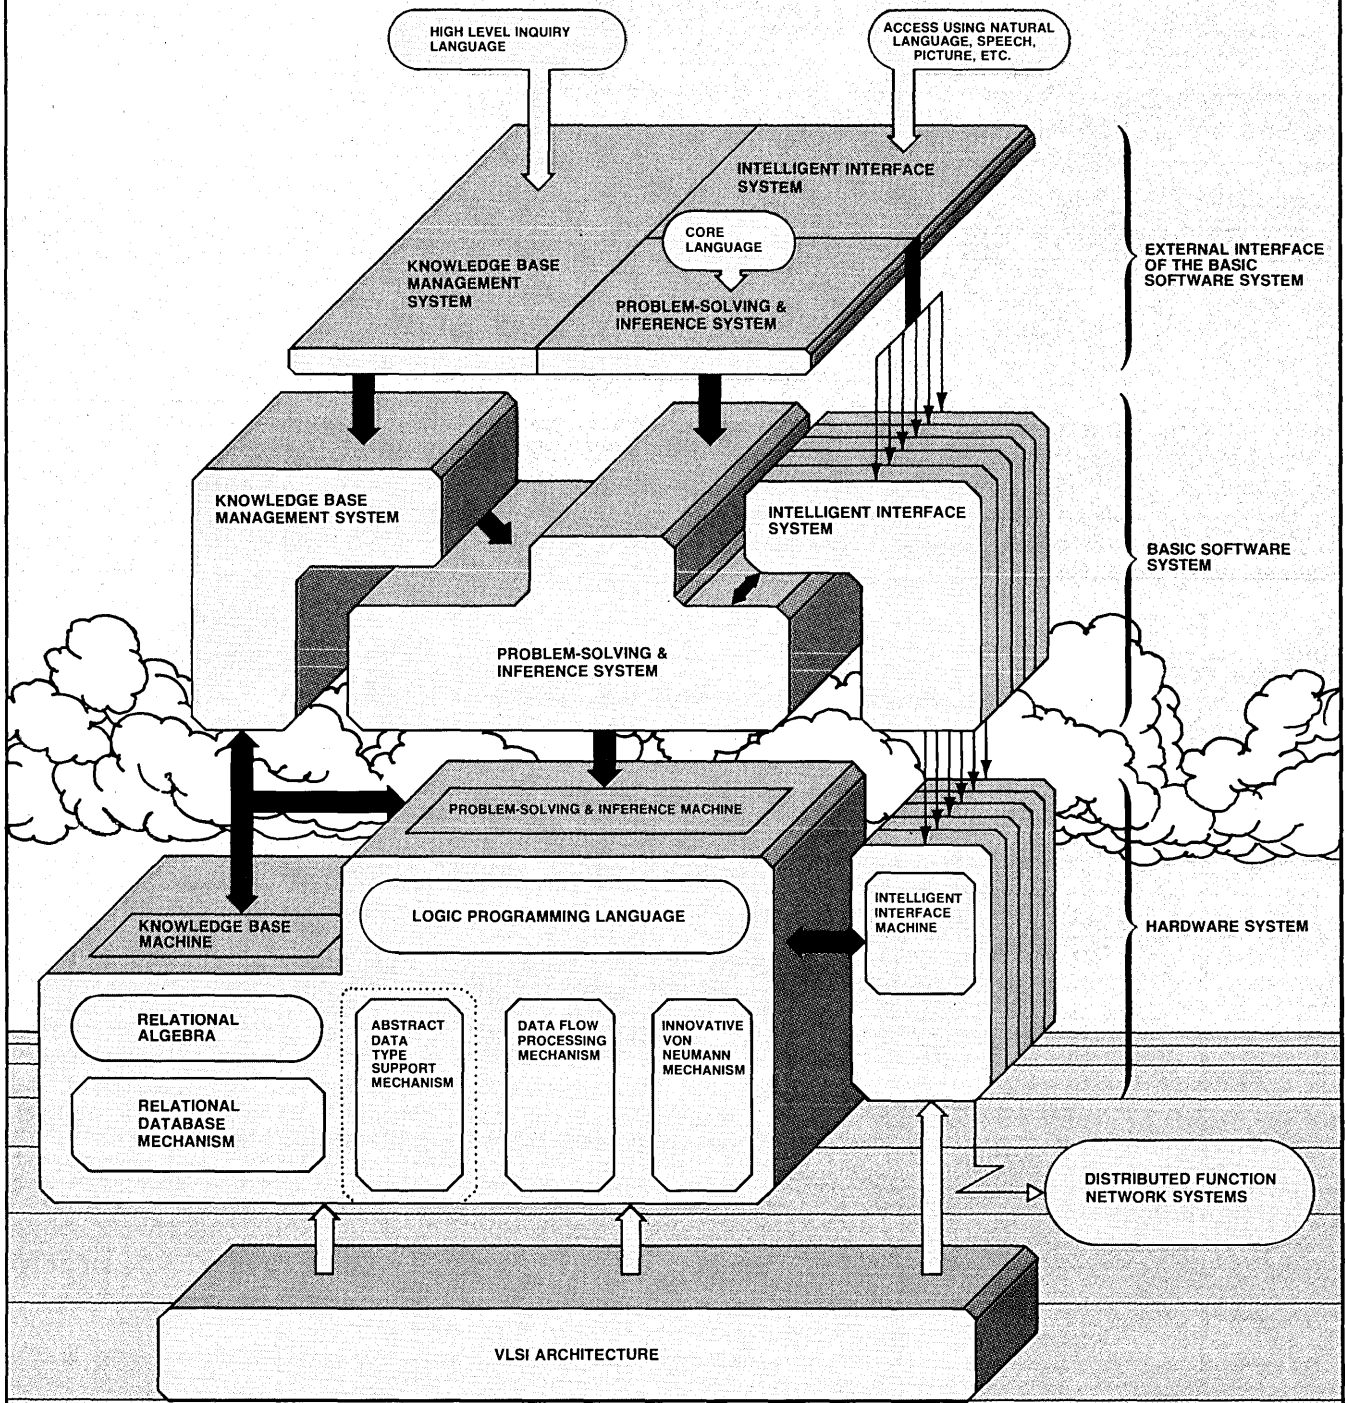 HIGH LEVEL INQUIRY
LANGUAGE
ACCESS USING NATURAL
LANGUAGE, SPEECH,
PICTURE, ETC.
INTELLIGENT INTERFACE
SYSTEM
CORE
LANGUAGE
KNOWLEDGE BASE
MANAGEMENT
SYSTEM
PROBLEM-SOLVING &
INFERENCE SYSTEM
EXTERNAL INTERFACE
OF THE BASIC
SOFTWARE SYSTEM
KNOWLEDGE BASE
MANAGEMENT SYSTEM
INTELLIGENT INTERFACE
SYSTEM
BASIC SOFTWARE
SYSTEM
PROBLEM-SOLVING &
INFERENCE SYSTEM
PROBLEM-SOLVING & INFERENCE MACHINE
LOGIC PROGRAMMING LANGUAGE
INTELLIGENT
INTERFACE
MACHINE
HARDWARE SYSTEM
KNOWLEDGE BASE
MACHINE
RELATIONAL
ALGEBRA
RELATIONAL
DATABASE
MECHANISM
ABSTRACT
DATA
TYPE
SUPPORT
MECHANISM
DATA FLOW
PROCESSING
MECHANISM
INNOVATIVE
VON
NEUMANN
MECHANISM
DISTRIBUTED FUNCTION
NETWORK SYSTEMS
VLSI ARCHITECTURE